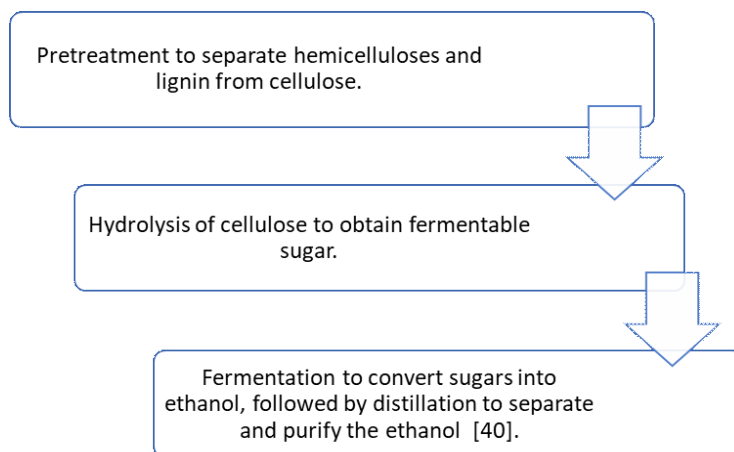 Pretreatment to separate hemicelluloses and
lignin from cellulose.
Hydrolysis of cellulose to obtain fermentable
sugar.
Fermentation to convert sugars into
ethanol, followed by distillation to separate
and purify the ethanol [40].